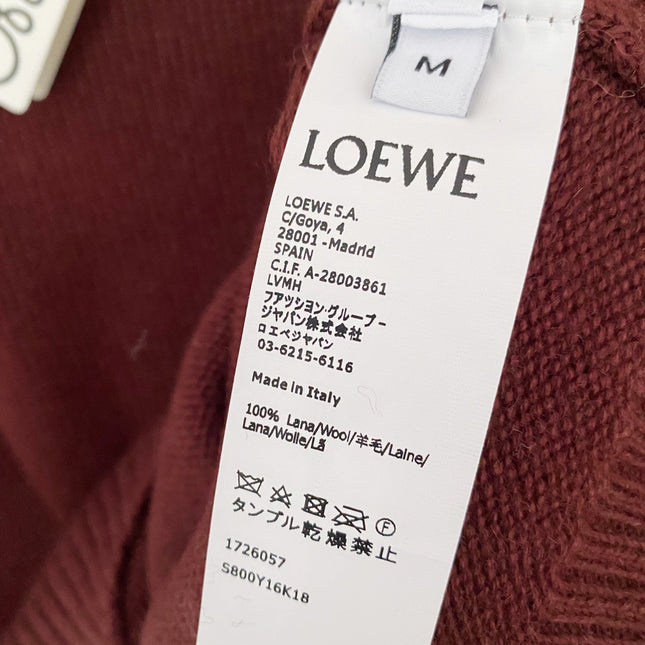 M
LOEWE
LOEWE S.A.
C/Goya, 4
28001 - Madrid
SPAIN
C.I.F. A-28003861
LVMH
ファッション・グループ-
ジャパン株式会社
ロエベジャパン
03-6215-6116
Made in Italy
100% Lana/Wool/羊毛/Laine/
Lana/Wolle/Lã
F
タンブル乾燥禁止
1726057
S800Y16K18